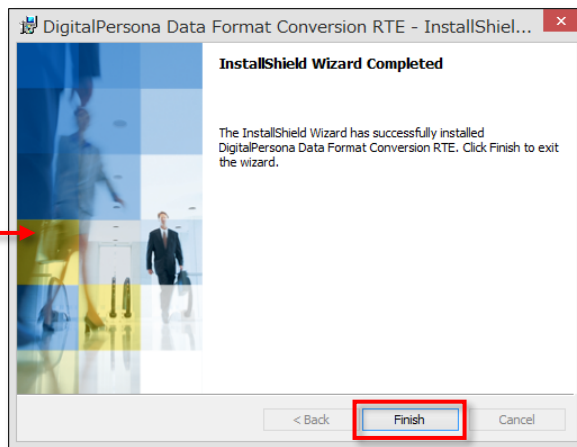 DigitalPersona Data Format Conversion RTE - InstallShiel...
InstallShield Wizard Completed
The InstallShield Wizard has successfully installed
DigitalPersona Data Format Conversion RTE. Click Finish to exit
the wizard.
< Back
Finish
Cancel